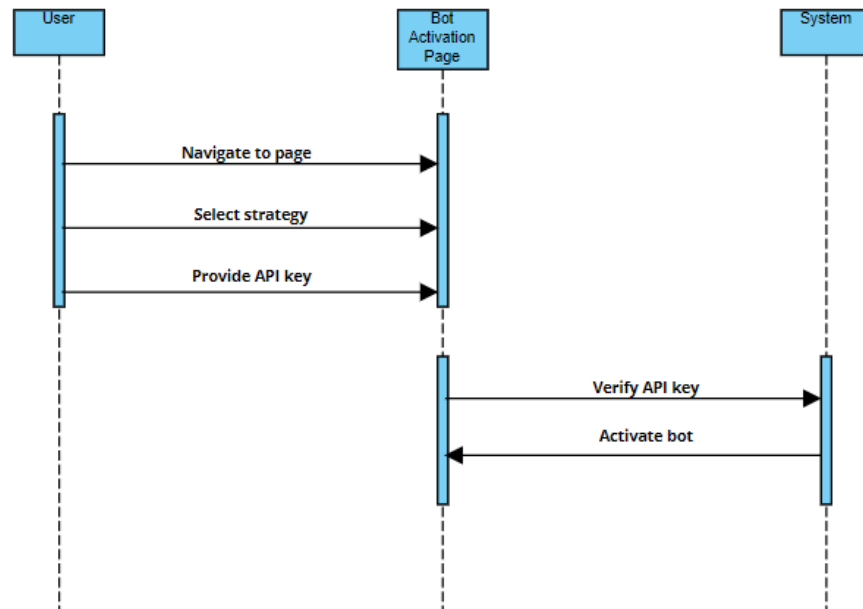 User
Bot
Activation
Page
System
Navigate to page
Select strategy
Provide API key
Verify API key
Activate bot